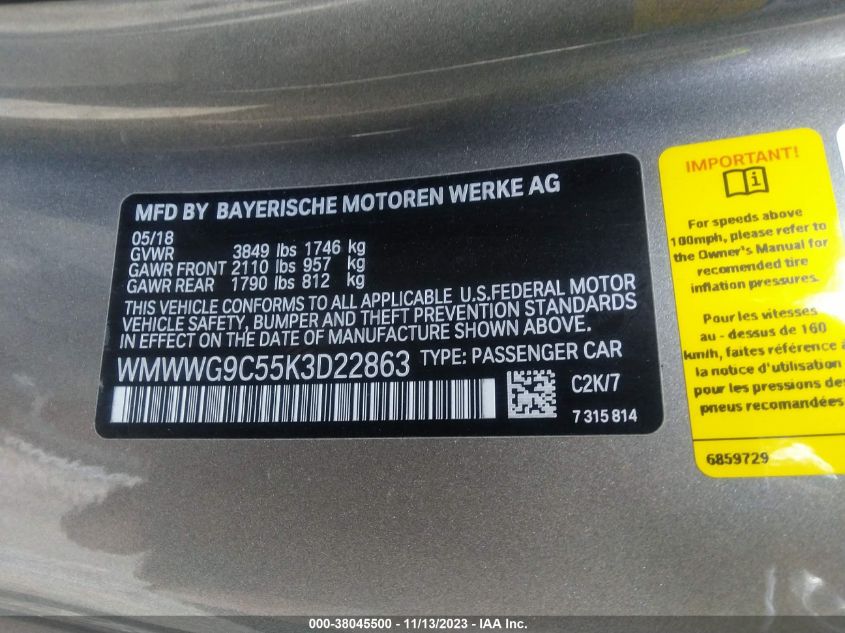 MFD BY BAYERISCHE MOTOREN WERKE AG
05/18
GVWR 3849 lbs 1746 kg
GAWR FRONT 2110 lbs 957 kg
GAWR REAR 1790 lbs 812 kg
THIS VEHICLE CONFORMS TO ALL APPLICABLE U.S.FEDERAL MOTOR
VEHICLE SAFETY, BUMPER AND THEFT PREVENTION STANDARDS
IN EFFECT ON THE DATE OF MANUFACTURE SHOWN ABOVE.
WMWWG9C55K3D22863 TYPE: PASSENGER CAR
C2K/7
7 315 814
IMPORTANT!
i
For speeds above
100mph, please refer to
the Owner's Manual for
recomended tire
inflation pressures.
Pour les vitesses
au - dessus de 160
km/h, faites référence à
la notice d'utilisation
pour les pressions de
pneus recomandées
6859729
000-38045500 - 11/13/2023 - IAA Inc.